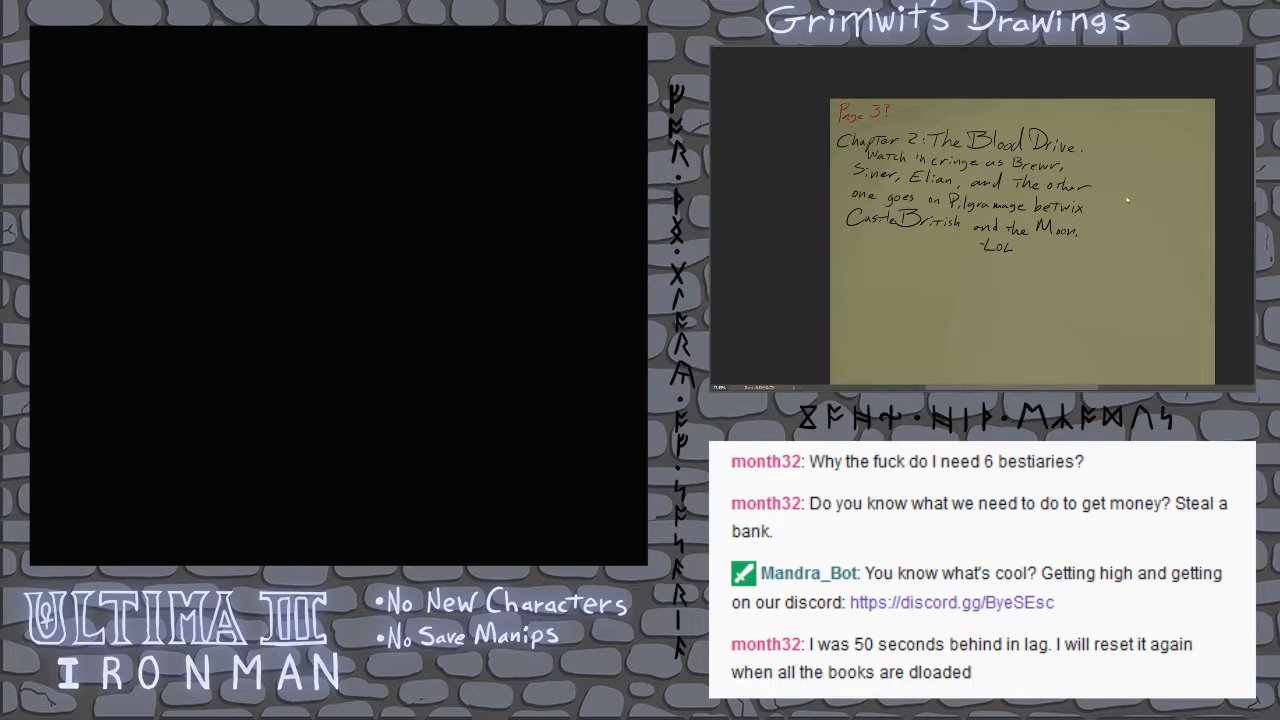 Grimwit's Drawings
Page 3?
Chapter 2: The Blood Drive.
Watch in cringe as Brewr,
Siner, Elian, and the other
one goes on Pilgramage betwix
Castle British and the Moon.
-LOL
month32: Why the fuck do I need 6 bestiaries?
month32: Do you know what we need to do to get money? Steal a
bank.
Mandra_Bot: You know what's cool? Getting high and getting
on our discord: https://discord.gg/ByeSEsc
month32: I was 50 seconds behind in lag. I will reset it again
when all the books are dloaded
ULTIMA III
IRONMAN
•No New Characters
•No Save Manips